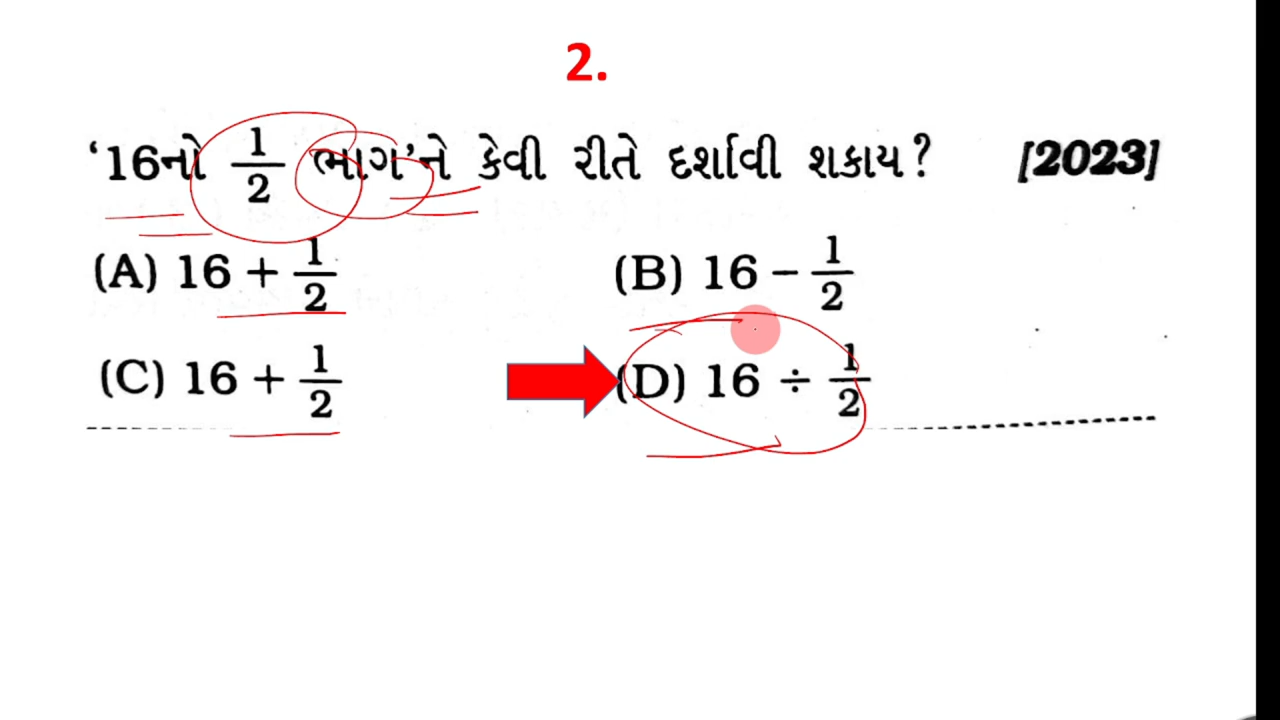 2.
‘16નો 1/2 ભાગ’ને કેવી રીતે દર્શાવી શકાય? [2023]
(A) 16 + 1/2 (B) 16 − 1/2
(C) 16 + 1/2 (D) 16 ÷ 1/2